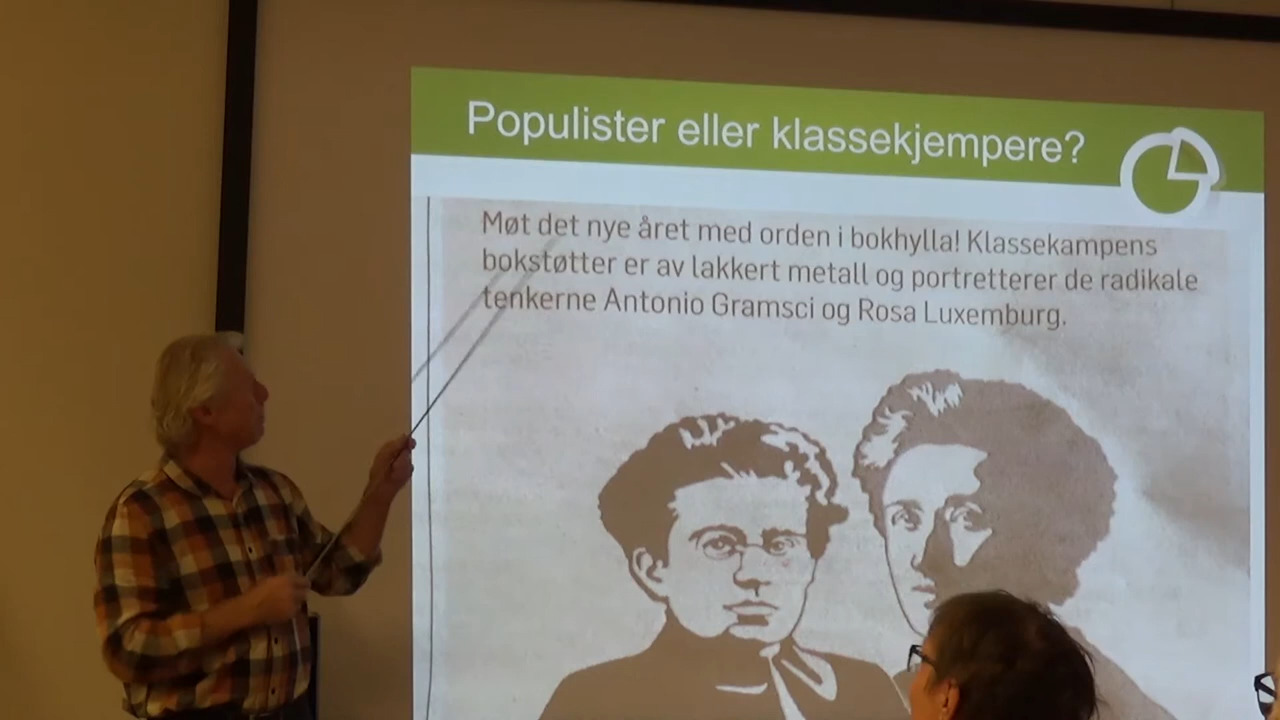 Populister eller klassekjempere?
Møt det nye året med orden i bokhylla! Klassekampens
bokstøtter er av lakkert metall og portretterer de radikale
tenkerne Antonio Gramsci og Rosa Luxemburg.